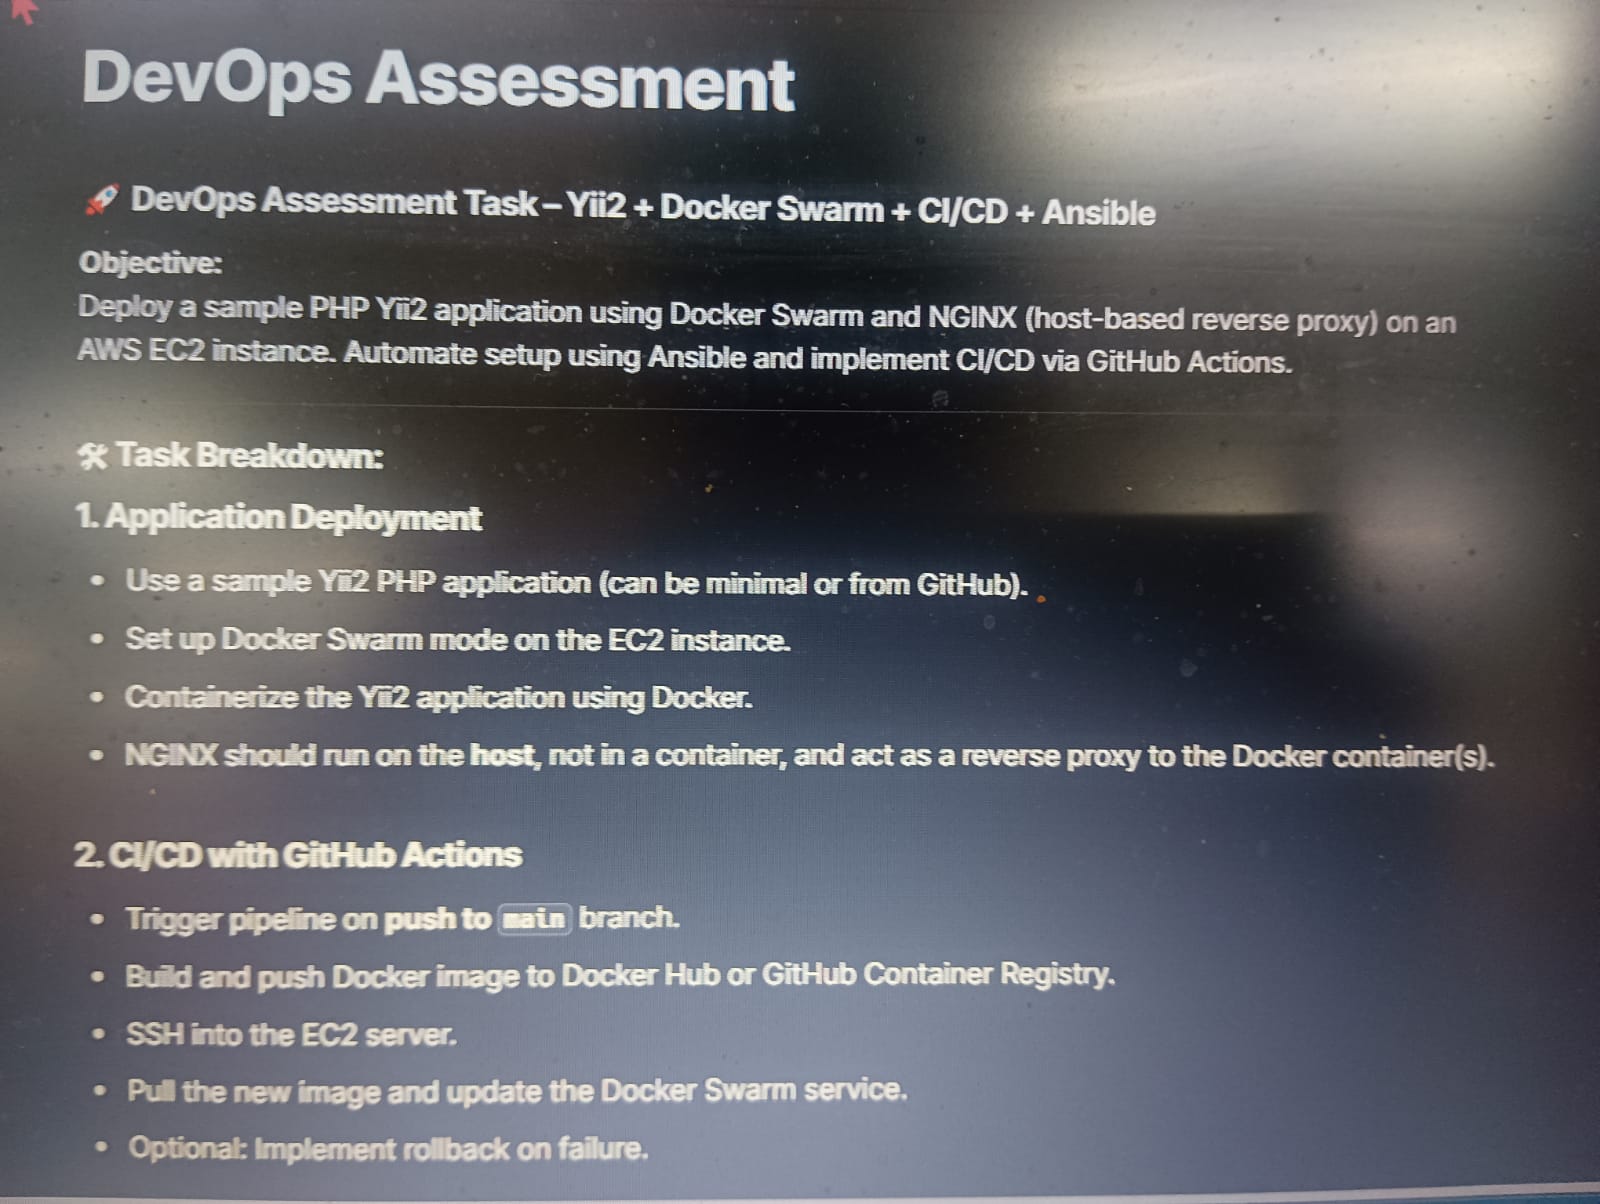 DevOps Assessment
🚀 DevOps Assessment Task – Yii2 + Docker Swarm + CI/CD + Ansible
Objective:
Deploy a sample PHP Yii2 application using Docker Swarm and NGINX (host-based reverse proxy) on an
AWS EC2 instance. Automate setup using Ansible and implement CI/CD via GitHub Actions.
🛠 Task Breakdown:
1. Application Deployment
• Use a sample Yii2 PHP application (can be minimal or from GitHub).
• Set up Docker Swarm mode on the EC2 instance.
• Containerize the Yii2 application using Docker.
• NGINX should run on the host, not in a container, and act as a reverse proxy to the Docker container(s).
2. CI/CD with GitHub Actions
• Trigger pipeline on push to main branch.
• Build and push Docker image to Docker Hub or GitHub Container Registry.
• SSH into the EC2 server.
• Pull the new image and update the Docker Swarm service.
• Optional: Implement rollback on failure.